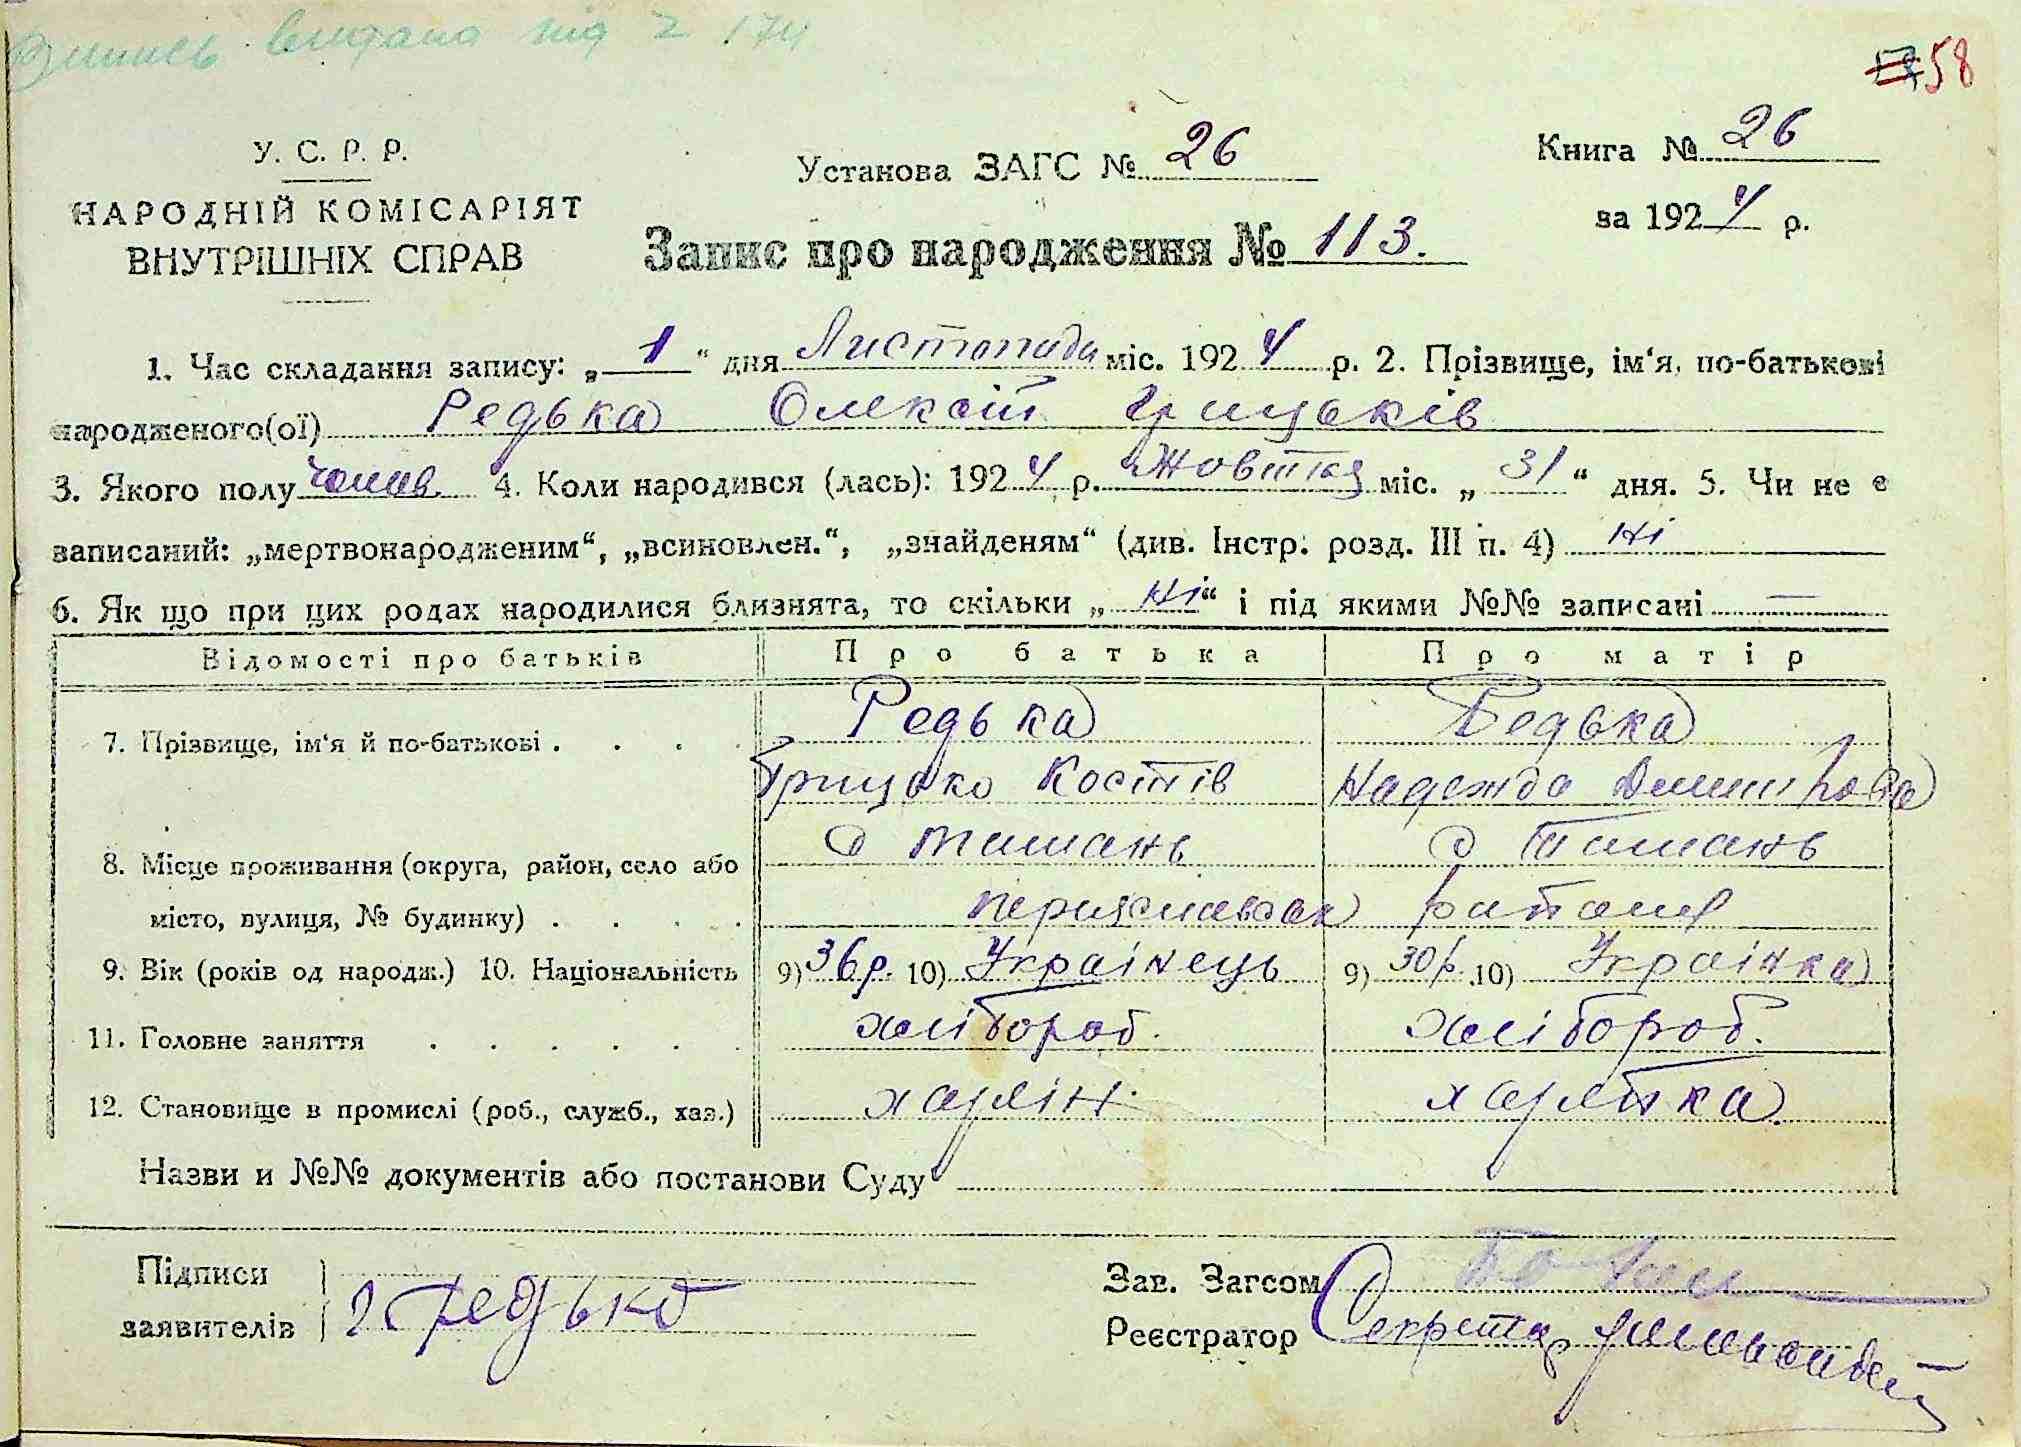 видана під
58
У. С. Р. Р.
НАРОДНІЙ КОМІСАРІЯТ
ВНУТРІШНІХ СПРАВ
Установа ЗАГС № 26
Книга № 26
за 1924 р.
Запис про народження № 113.
1. Час складання запису: „ 1 “ дня Листопада міс. 1924 р. 2. Прізвище, ім‘я, по-батькові
народженого(ої) Редька Олексій Грицьків
3. Якого полу чолов. 4. Коли народився (лась): 1924 р. Жовтня міс. „ 31 “ дня. 5. Чи не є
записаний: „мертвонародженим“, „всиновлен.“, „знайденям“ (див. Інстр. розд. III п. 4) Ні
6. Як що при цих родах народилися близнята, то скільки „ Ні “ і під якими №№ записані —
Відомості про батьків Про батька Про матір
Редька Редька
7. Прізвище, ім‘я й по-батькові . . . .
Грицько Костів Надежда Дмитрова
с Ташань с Ташань
8. Місце проживання (округа, район, село або
місто, вулиця, № будинку) . . . . Переяславськ района
9. Вік (років од народж.) 10. Національність 9) 36 р. 10) Українець 9) 30 р. 10) Українка
11. Головне заняття . . . . . . хлібороб. хлібороб.
12. Становище в промислі (роб., служб., хаз.) хазяїн. хазяйка.
Назви и №№ документів або постанови Суду
Підписи
заявителів
Г Редько
Зав. Загсом
Реєстратор Секретар